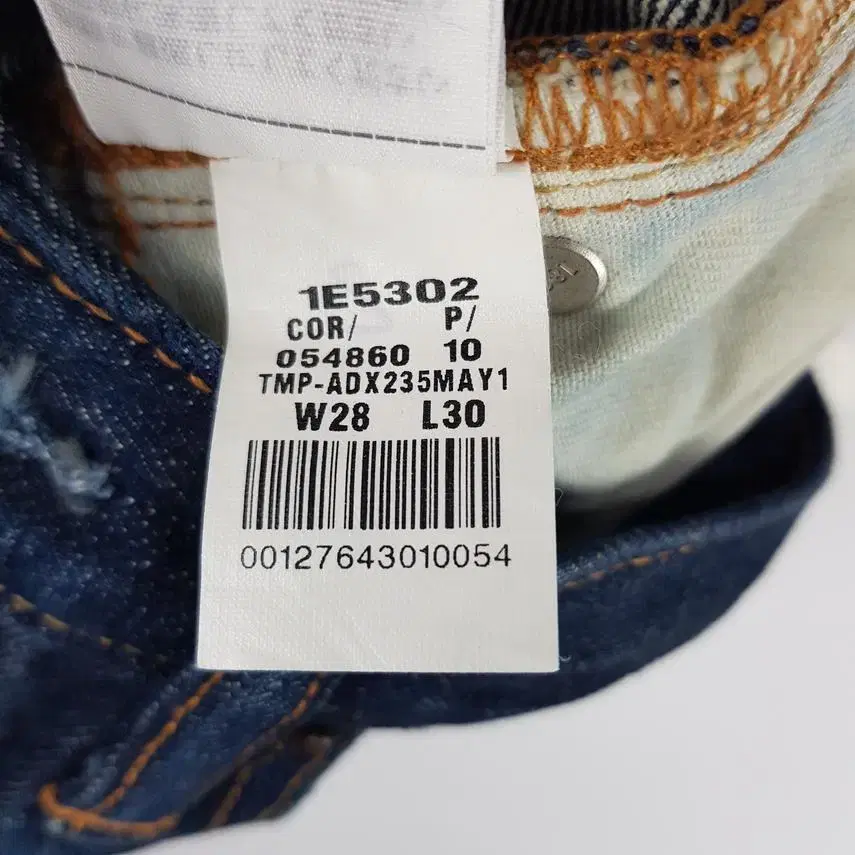 1E5302
COR/ P/
054860 10
TMP-ADX235MAY1
W28 L30
00127643010054